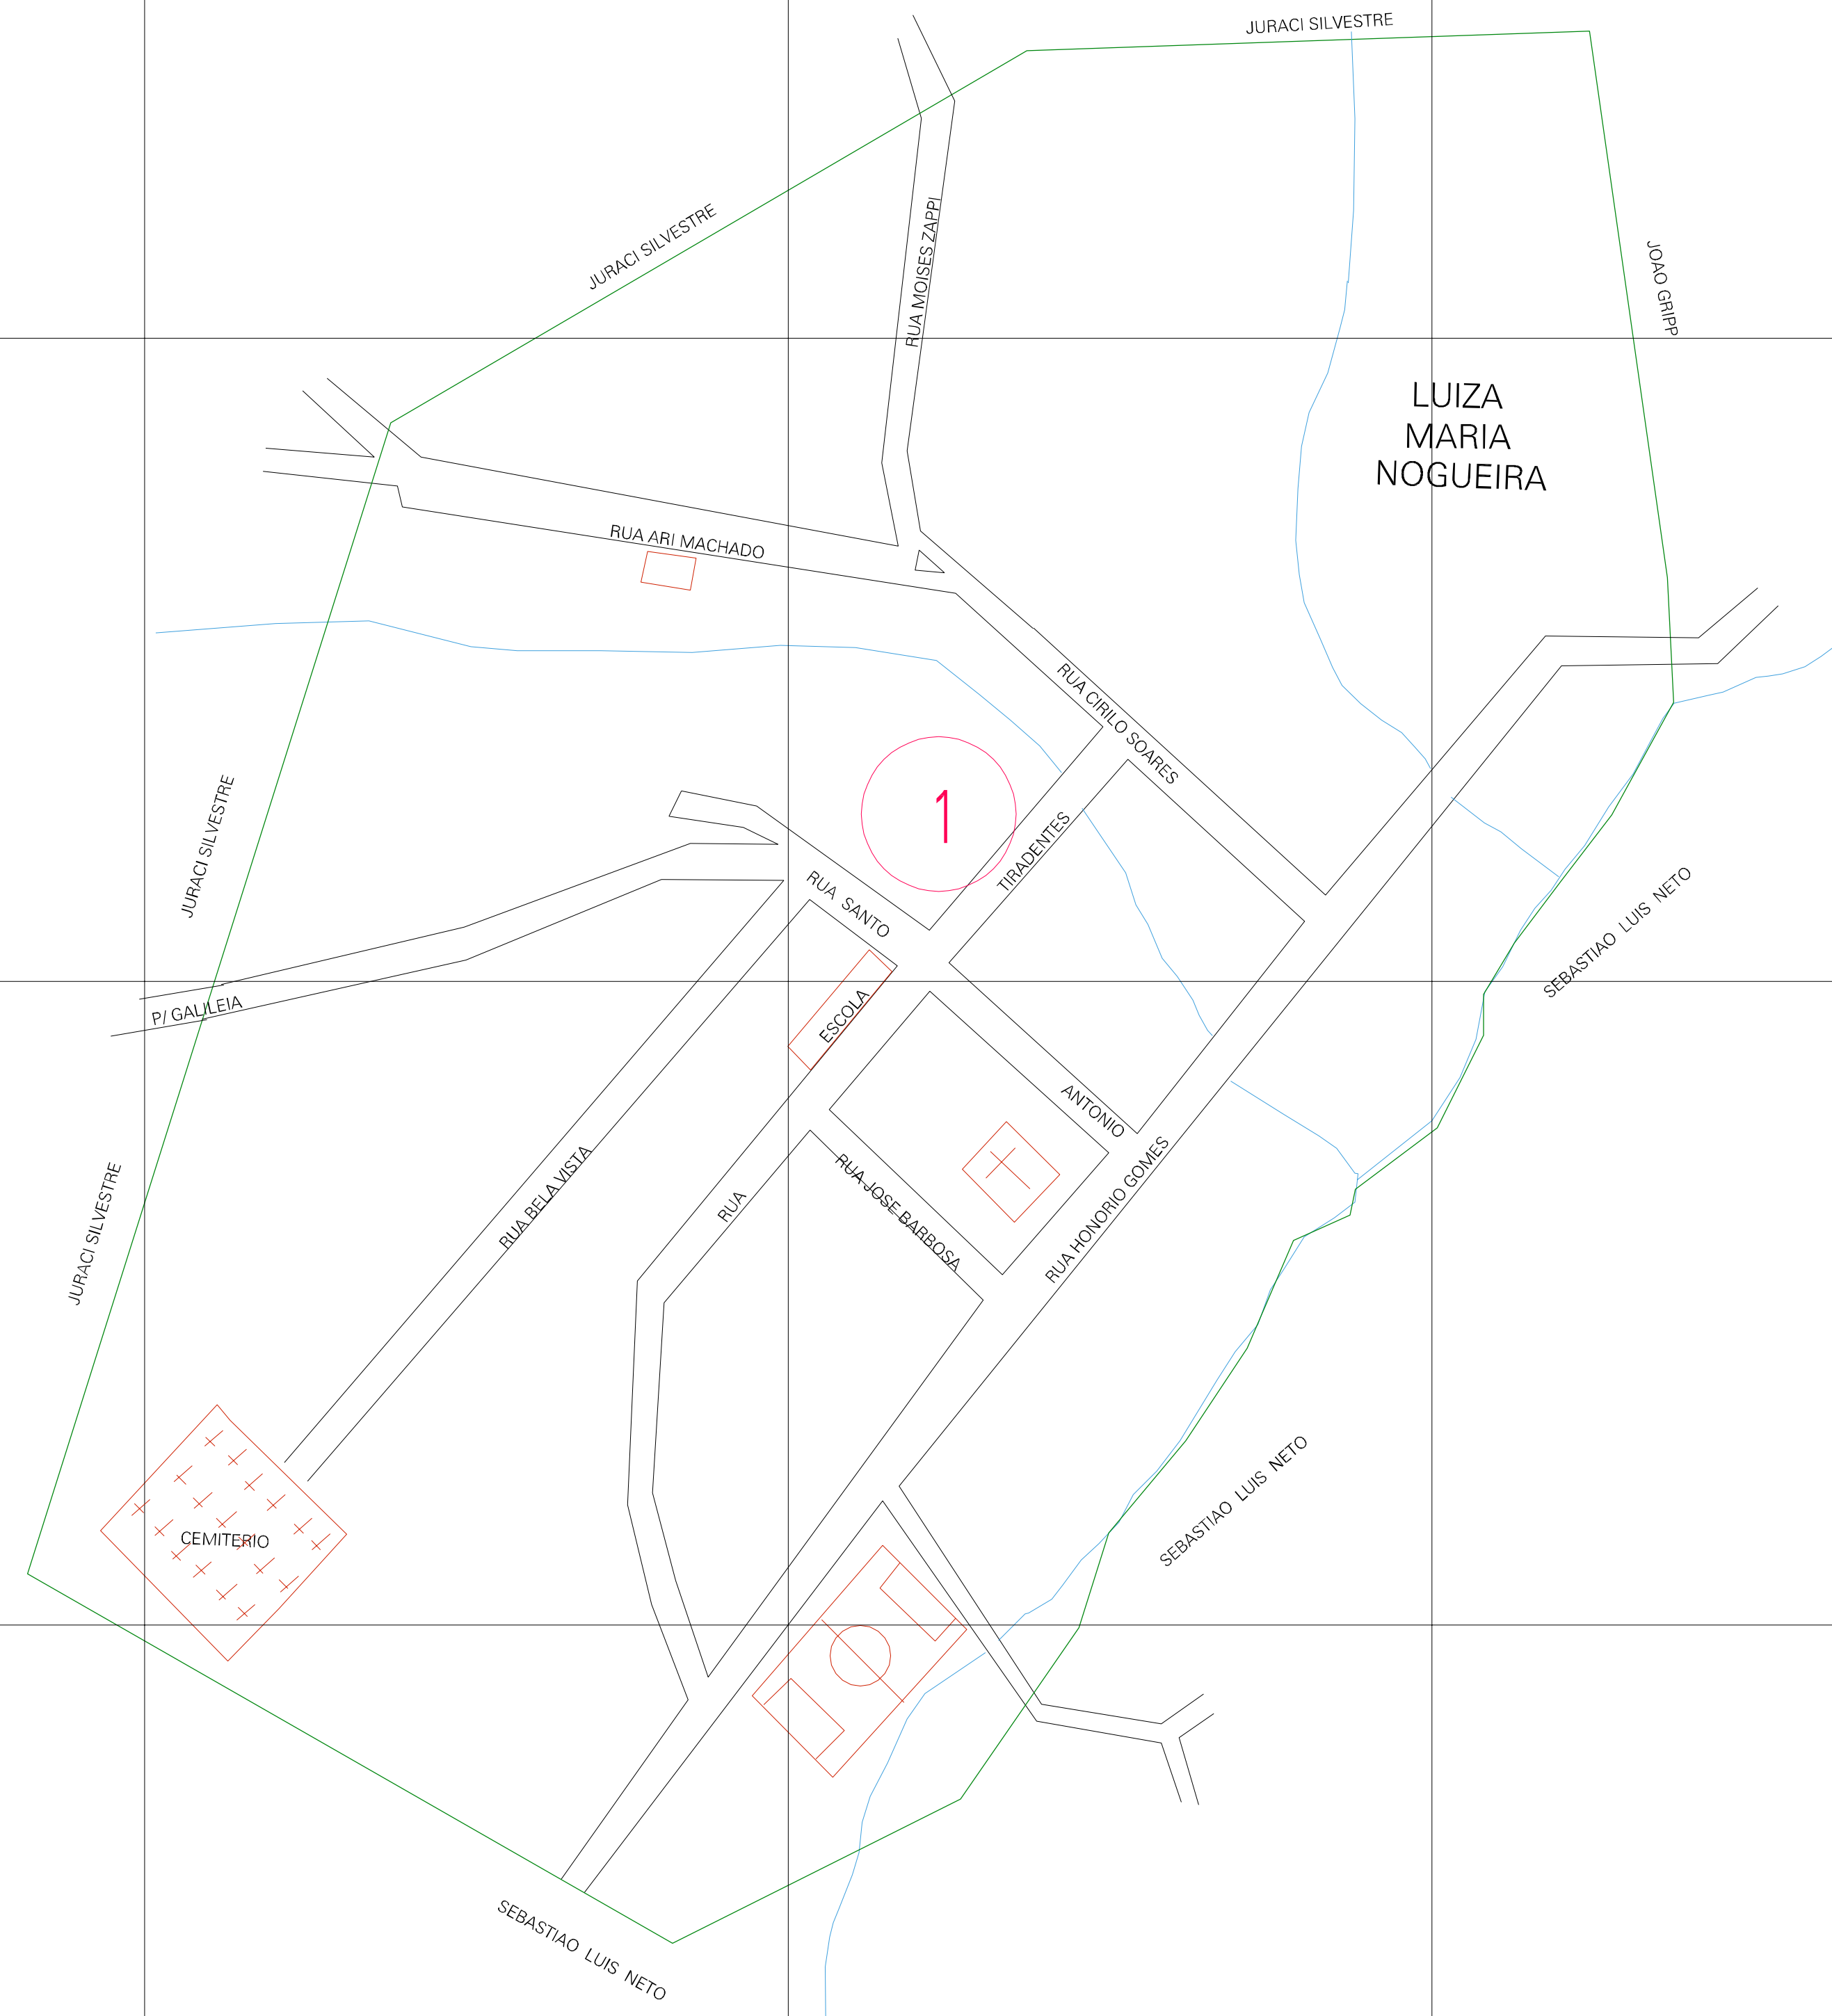 JURACI SILVESTRE
JURACI SILVESTRE
RUA MOISES ZAPPI
JOAO GRIPP
LUIZA
MARIA
NOGUEIRA
RUA ARI MACHADO
RUA CIRILO SOARES
1
JURACI SILVESTRE
TIRADENTES
RUA SANTO
SEBASTIAO LUIS NETO
P/ GALILEIA
ESCOLA
ANTONIO
RUA HONORIO GOMES
RUA JOSE BARBOSA
RUA BELA VISTA
RUA
JURACI SILVESTRE
SEBASTIAO LUIS NETO
CEMITERIO
SEBASTIAO LUIS NETO